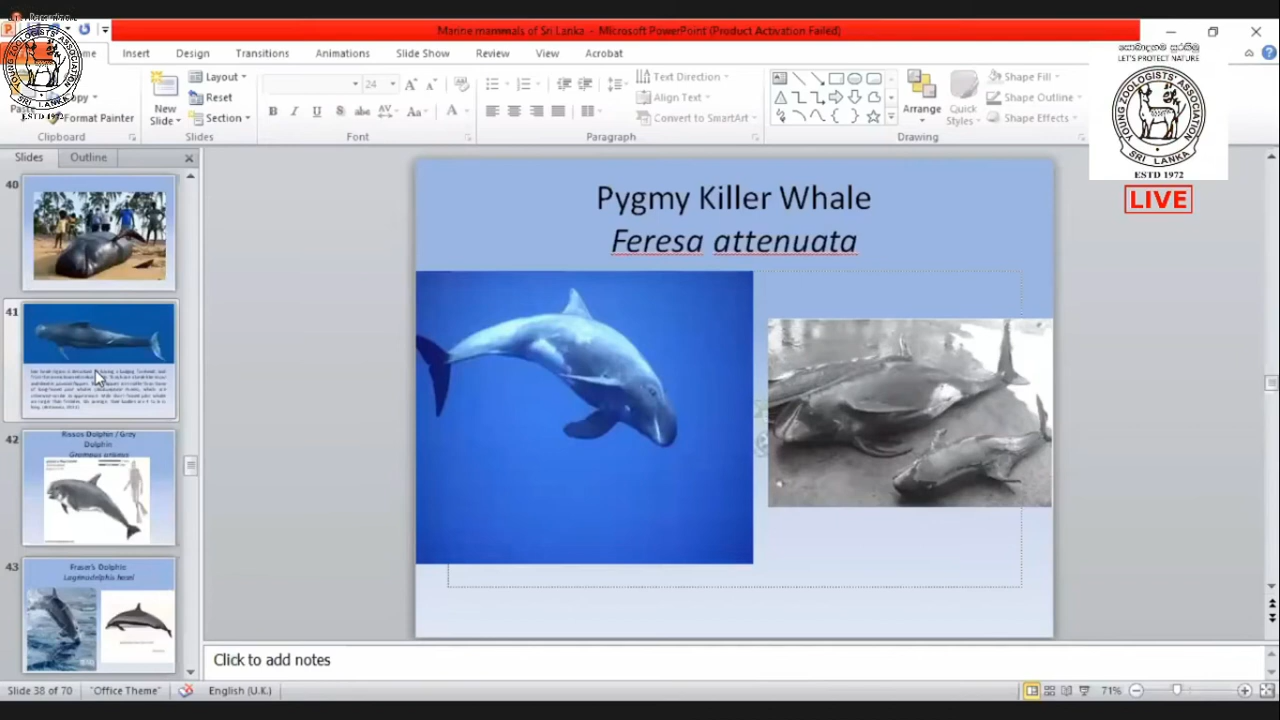 Marine mammals of Sri Lanka - Microsoft PowerPoint (Product Activation Failed)
Insert Design Transitions Animations Slide Show Review View Acrobat
New Slide
Layout
Reset
Section
Format Painter
24
Text Direction
Align Text
Convert to SmartArt
Arrange
Quick Styles
Shape Fill
Shape Outline
Shape Effects
Clipboard Slides Font Paragraph Drawing
LET'S PROTECT NATURE
YOUNG ZOOLOGISTS' ASSOCIATION
SRI LANKA
ESTD 1972
LIVE
Slides Outline
40
41
42
Rissos Dolphin / Grey
Dolphin
43
Fraser's Dolphin
Pygmy Killer Whale
Feresa attenuata
Click to add notes
Slide 38 of 70 "Office Theme" English (U.K.) 71%